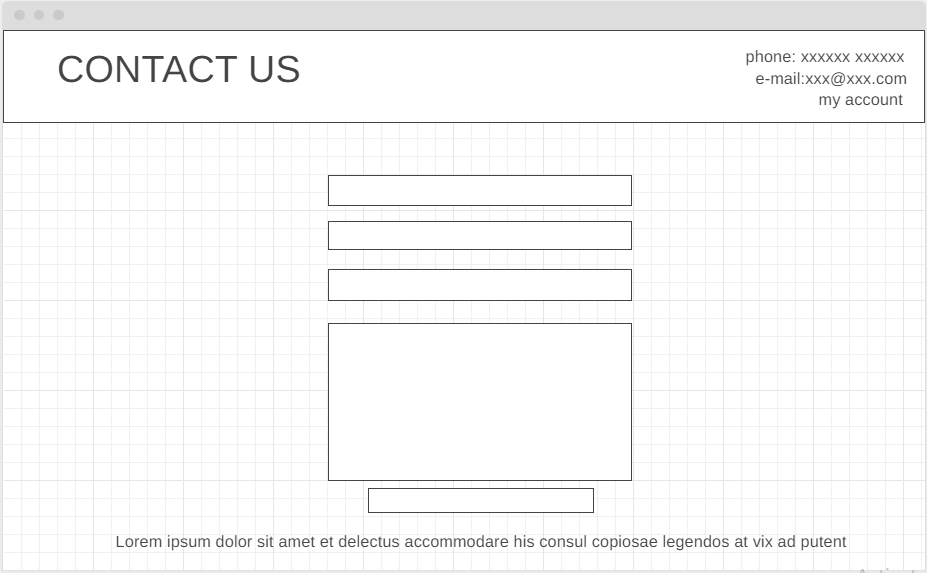 CONTACT US
phone: xxxxxx xxxxxx
e-mail:xxx@xxx.com
my account
Lorem ipsum dolor sit amet et delectus accommodare his consul copiosae legendos at vix ad putent